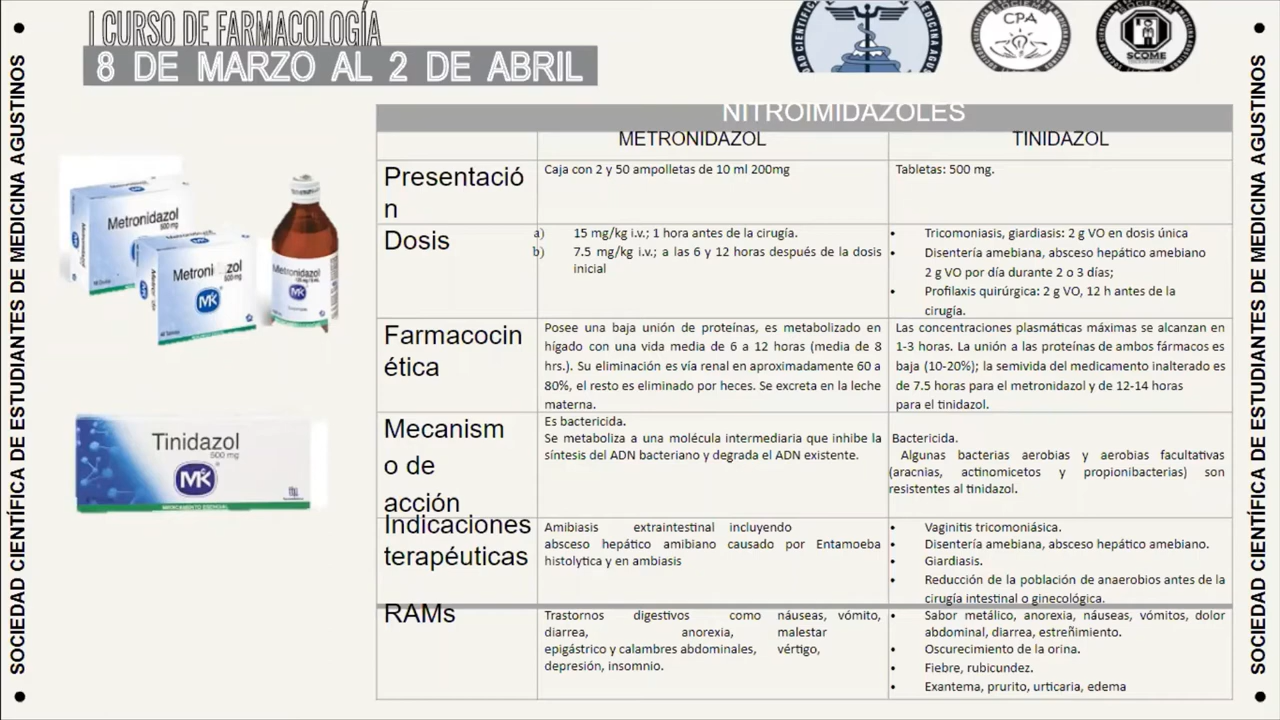 I CURSO DE FARMACOLOGÍA
8 DE MARZO AL 2 DE ABRIL
CPA
SCOME
SOCIEDAD CIENTÍFICA DE ESTUDIANTES DE MEDICINA AGUSTINOS
Metronidazol
500 mg
Metronidazol
500 mg
MK
Metronidazol
MK
Tinidazol
500 mg
MK
MEDICAMENTO ESENCIAL
NITROIMIDAZOLES
METRONIDAZOL
TINIDAZOL
Presentació
n
Caja con 2 y 50 ampolletas de 10 ml 200mg
Tabletas: 500 mg.
Dosis
a) 15 mg/kg i.v.; 1 hora antes de la cirugía.
b) 7.5 mg/kg i.v.; a las 6 y 12 horas después de la dosis
inicial
• Tricomoniasis, giardiasis: 2 g VO en dosis única
• Disentería amebiana, absceso hepático amebiano
2 g VO por día durante 2 o 3 días;
• Profilaxis quirúrgica: 2 g VO, 12 h antes de la
cirugía.
Farmacocin
ética
Posee una baja unión de proteínas, es metabolizado en
hígado con una vida media de 6 a 12 horas (media de 8
hrs.). Su eliminación es vía renal en aproximadamente 60 a
80%, el resto es eliminado por heces. Se excreta en la leche
materna.
Las concentraciones plasmáticas máximas se alcanzan en
1-3 horas. La unión a las proteínas de ambos fármacos es
baja (10-20%); la semivida del medicamento inalterado es
de 7.5 horas para el metronidazol y de 12-14 horas
para el tinidazol.
Mecanism
o de
acción
Es bactericida.
Se metaboliza a una molécula intermediaria que inhibe la
síntesis del ADN bacteriano y degrada el ADN existente.
Bactericida.
Algunas bacterias aerobias y aerobias facultativas
(aracnias, actinomicetos y propionibacterias) son
resistentes al tinidazol.
Indicaciones
terapéuticas
Amibiasis extraintestinal incluyendo
absceso hepático amibiano causado por Entamoeba
histolytica y en ambiasis
• Vaginitis tricomoniásica.
• Disentería amebiana, absceso hepático amebiano.
• Giardiasis.
• Reducción de la población de anaerobios antes de la
cirugía intestinal o ginecológica.
RAMs
Trastornos digestivos como náuseas, vómito,
diarrea, anorexia, malestar
epigástrico y calambres abdominales, vértigo,
depresión, insomnio.
• Sabor metálico, anorexia, náuseas, vómitos, dolor
abdominal, diarrea, estreñimiento.
• Oscurecimiento de la orina.
• Fiebre, rubicundez.
• Exantema, prurito, urticaria, edema
SOCIEDAD CIENTÍFICA DE ESTUDIANTES DE MEDICINA AGUSTINOS